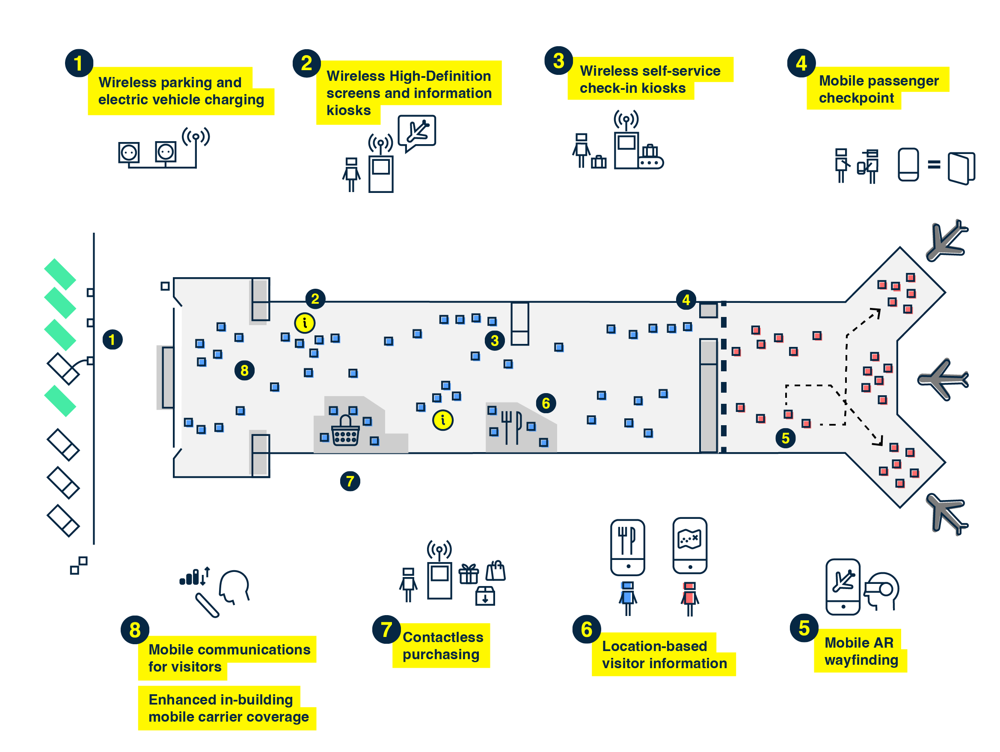 1
Wireless parking and
electric vehicle charging
2
Wireless High-Definition
screens and information
kiosks
3
Wireless self-service
check-in kiosks
4
Mobile passenger
checkpoint
=
2
4
i
1
3
8
6
i
5
7
8
Mobile communications
for visitors
Enhanced in-building
mobile carrier coverage
7
Contactless
purchasing
6
Location-based
visitor information
5
Mobile AR
wayfinding